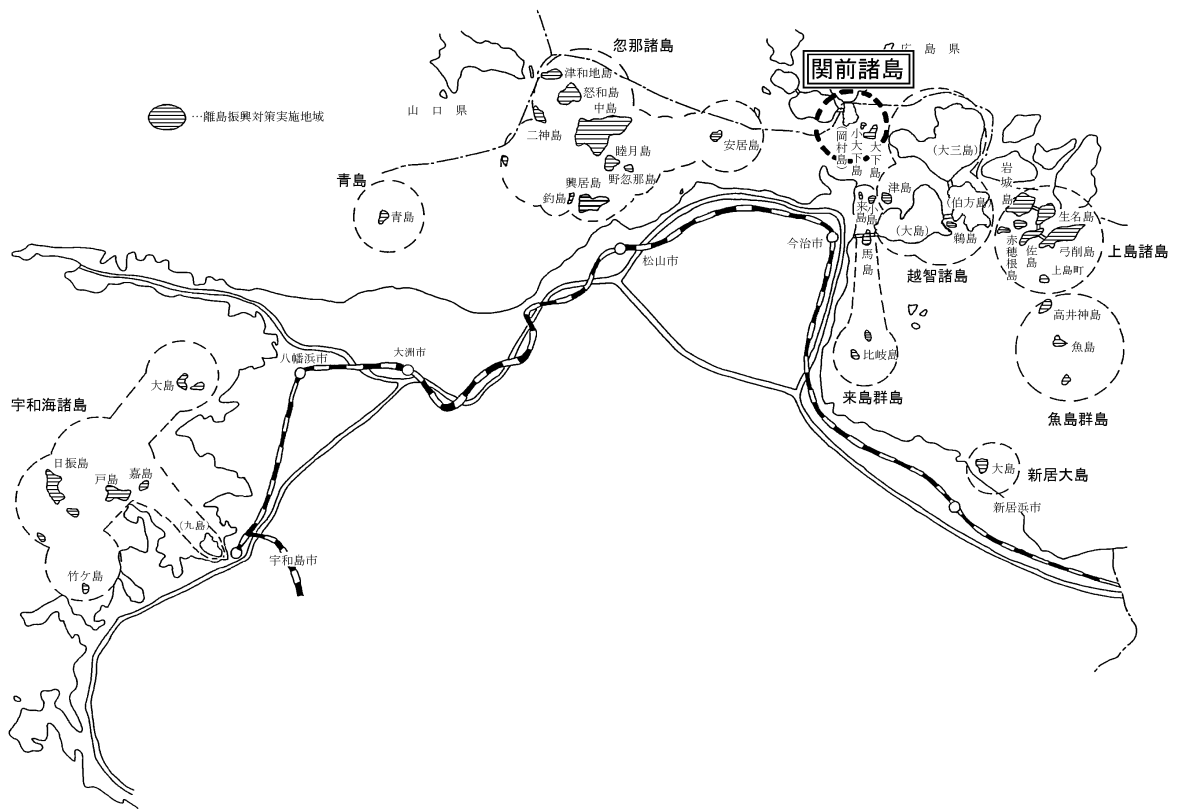 忽那諸島
津和地島
怒和島
中島
二神島
睦月島
野忽那島
興居島
釣島
安居島
山口県
…離島振興対策実施地域
青島
青島
広島県
関前諸島
(岡村島)
小大下島
大下島
(大三島)
岩城島
生名島
(伯方島)
津島
来島
小島
(大島)
鵜島
馬島
赤穂根島
佐島
弓削島
上島町
上島諸島
越智諸島
今治市
松山市
高井神島
魚島
魚島群島
比岐島
来島群島
大洲市
八幡浜市
大島
宇和海諸島
日振島
戸島
嘉島
(九島)
宇和島市
竹ケ島
大島
新居大島
新居浜市